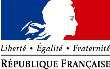 Liberté • Égalité • Fraternité
RÉPUBLIQUE FRANÇAISE